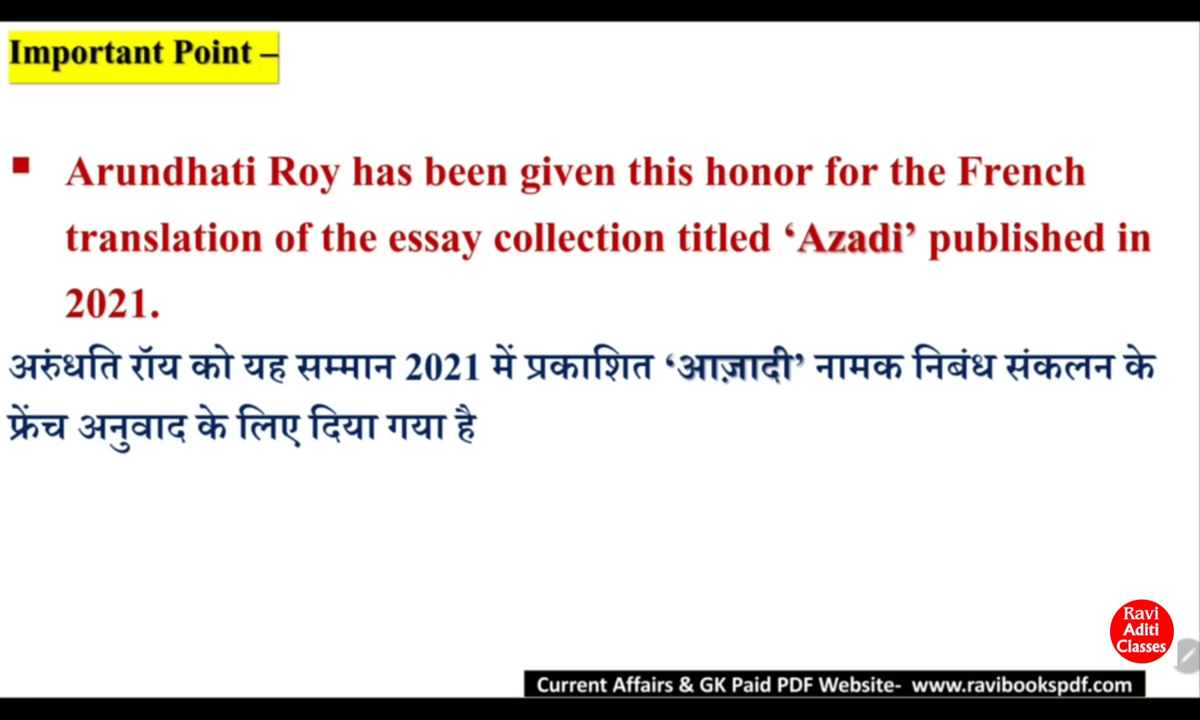 Important Point –
▪ Arundhati Roy has been given this honor for the French
translation of the essay collection titled ‘Azadi’ published in
2021.
अरुंधति रॉय को यह सम्मान 2021 में प्रकाशित ‘आज़ादी’ नामक निबंध संकलन के
फ्रेंच अनुवाद के लिए दिया गया है
Ravi
Aditi
Classes
Current Affairs & GK Paid PDF Website- www.ravibookspdf.com